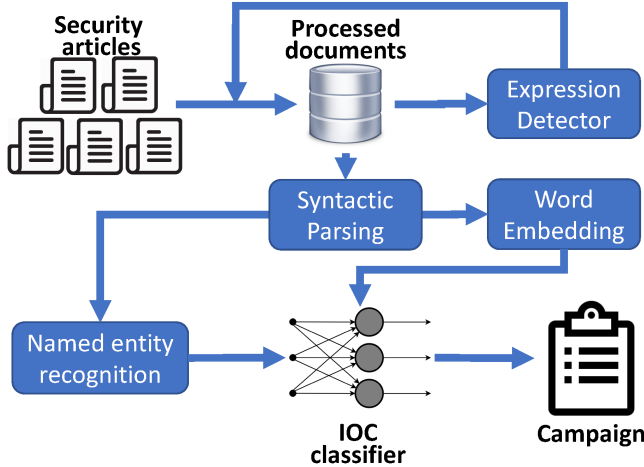 Security
articles
Processed
documents
Expression
Detector
Syntactic
Parsing
Word
Embedding
Named entity
recognition
IOC
classifier
Campaign